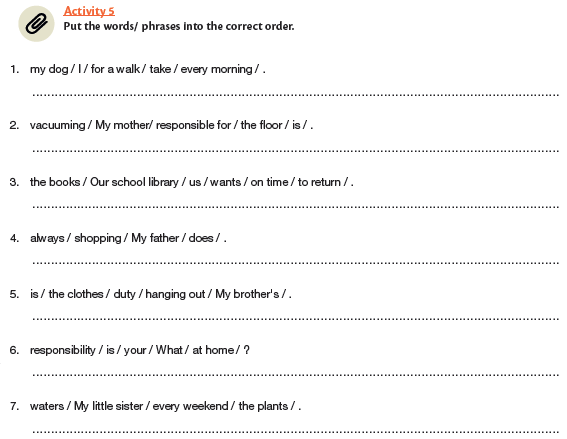 Activity 5
Put the words/ phrases into the correct order.
1. my dog / I / for a walk / take / every morning / .
2. vacuuming / My mother/ responsible for / the floor / is / .
3. the books / Our school library / us / wants / on time / to return / .
4. always / shopping / My father / does / .
5. is / the clothes / duty / hanging out / My brother's / .
6. responsibility / is / your / What / at home / ?
7. waters / My little sister / every weekend / the plants / .